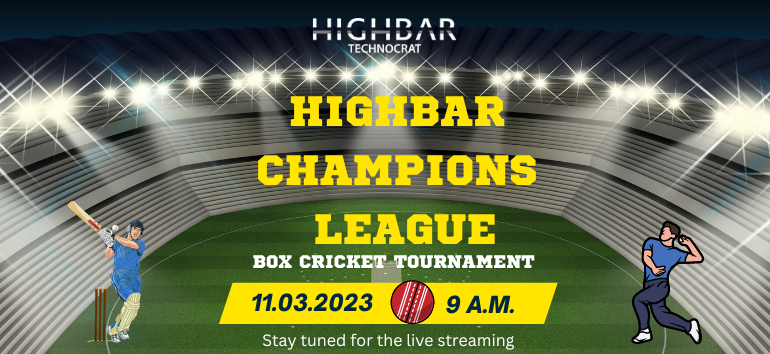 HIGHBAR
TECHNOCRAT
HIGHBAR
CHAMPIONS
LEAGUE
BOX CRICKET TOURNAMENT
11.03.2023 9 A.M.
Stay tuned for the live streaming